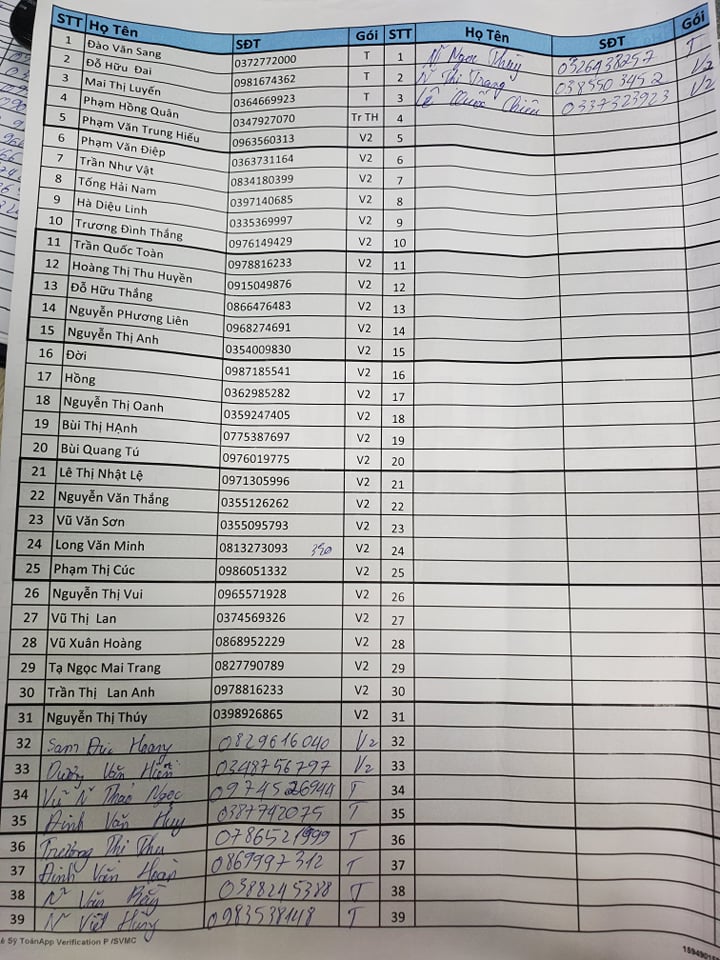 STT Họ Tên SĐT Gói STT Họ Tên SĐT Gói
1 Đào Văn Sang 0372772000 T 1 Nĩ Ngọc Thủy 0326438257 T
2 Đỗ Hữu Đai 0981674362 T 2 N~ Thị Trang 0385503452 V2
3 Mai Thị Luyến 0364669923 T 3 Lê Quốc Chiến 0337323923 V2
4 Phạm Hồng Quân 0347927070 Tr TH 4
5 Phạm Văn Trung Hiếu 0963560313 V2 5
6 Phạm Văn Điệp 0363731164 V2 6
7 Trần Như Vật 0834180399 V2 7
8 Tống Hải Nam 0397140685 V2 8
9 Hà Diệu Linh 0335369997 V2 9
10 Trương Đình Thắng 0976149429 V2 10
11 Trần Quốc Toàn 0978816233 V2 11
12 Hoàng Thị Thu Huyền 0915049876 V2 12
13 Đỗ Hữu Thắng 0866476483 V2 13
14 Nguyễn PHương Liên 0968274691 V2 14
15 Nguyễn Thị Anh 0354009830 V2 15
16 Đời 0987185541 V2 16
17 Hồng 0362985282 V2 17
18 Nguyễn Thị Oanh 0359247405 V2 18
19 Bùi Thị HẠnh 0775387697 V2 19
20 Bùi Quang Tú 0976019775 V2 20
21 Lê Thị Nhật Lệ 0971305996 V2 21
22 Nguyễn Văn Thắng 0355126262 V2 22
23 Vũ Văn Sơn 0355095793 V2 23
24 Long Văn Minh 0813273093 390 V2 24
25 Phạm Thị Cúc 0986051332 V2 25
26 Nguyễn Thị Vui 0965571928 V2 26
27 Vũ Thị Lan 0374569326 V2 27
28 Vũ Xuân Hoàng 0868952229 V2 28
29 Tạ Ngọc Mai Trang 0827790789 V2 29
30 Trần Thị Lan Anh 0978816233 V2 30
31 Nguyễn Thị Thúy 0398926865 V2 31
32 Sam Đức Hoang 0829616040 V2 32
33 Dương Văn Hiển 0348756797 V2 33
34 Vũ N~ Thảo Ngọc 0974526944 T 34
35 Đinh Văn Huy 0387742075 T 35
36 Trương Thị Thu 0786521999 T 36
37 Đinh Văn Hoàn 0869997312 T 37
38 N~ Văn Bẩy 0388245388 T 38
39 N~ Việt Hùng 0983538148 T 39
Sỹ ToánApp Verification P /SVMC